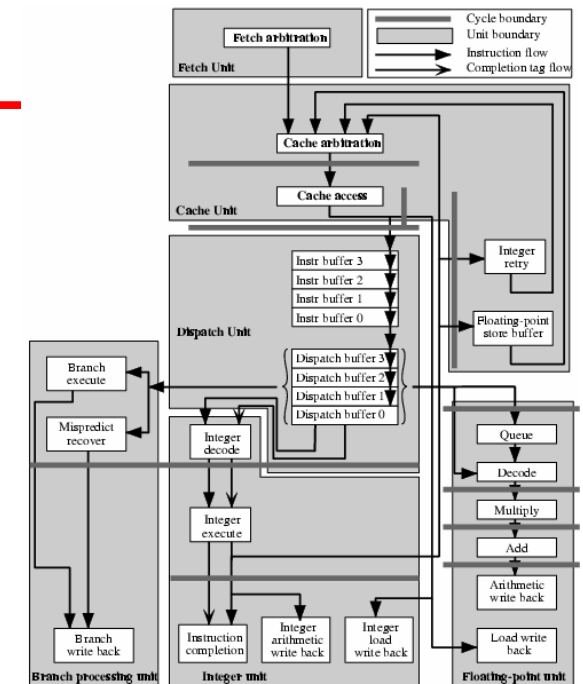 Fetch arbitration
Fetch Unit
Cycle boundary
Unit boundary
Instruction flow
Completion tag flow
Cache arbitration
Cache access
Cache Unit
Integer
retry
Floating-point
store buffer
Instr buffer 3
Instr buffer 2
Instr buffer 1
Instr buffer 0
Dispatch Unit
Dispatch buffer 3
Dispatch buffer 2
Dispatch buffer 1
Dispatch buffer 0
Branch
execute
Mispredict
recover
Branch
write back
Branch processing unit
Integer
decode
Integer
execute
Instruction
completion
Integer
arithmetic
write back
Integer
load
write back
Integer unit
Queue
Decode
Multiply
Add
Arithmetic
write back
Load write
back
Floating-point unit